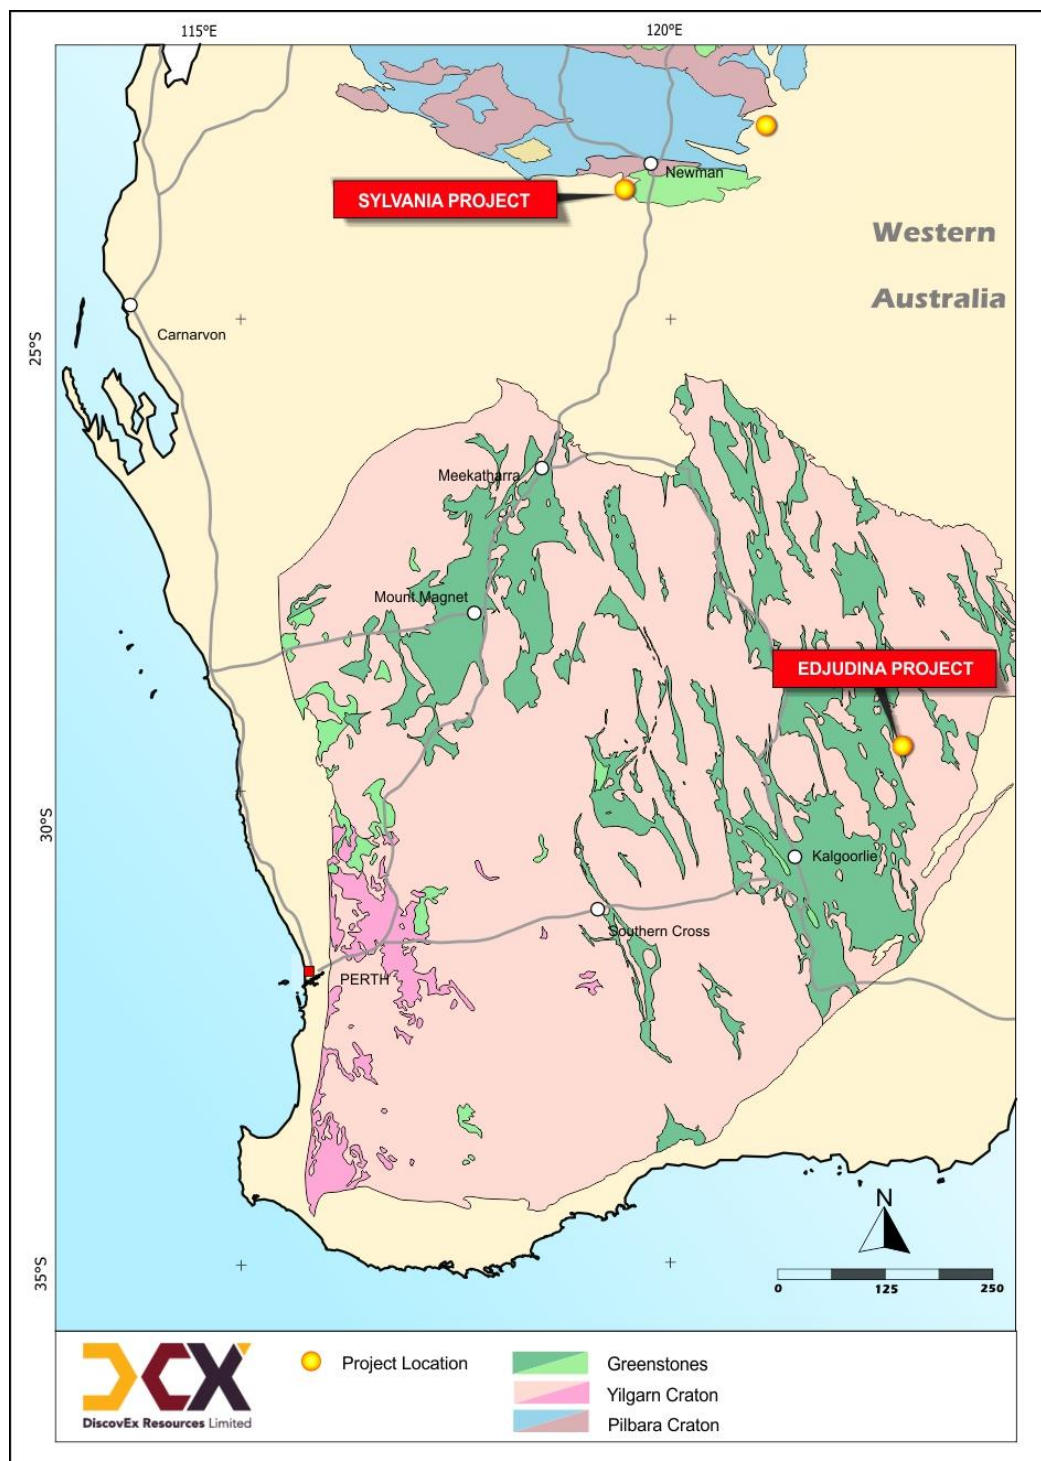 115°E
120°E
Newman
SYLVANIA PROJECT
Western
Australia
Carnarvon
25°S
Meekatharra
Mount Magnet
EDJUDINA PROJECT
30°S
Kalgoorlie
Southern Cross
PERTH
N
35°S
0 125 250
DCX
DiscovEx Resources Limited
Project Location
Greenstones
Yilgarn Craton
Pilbara Craton